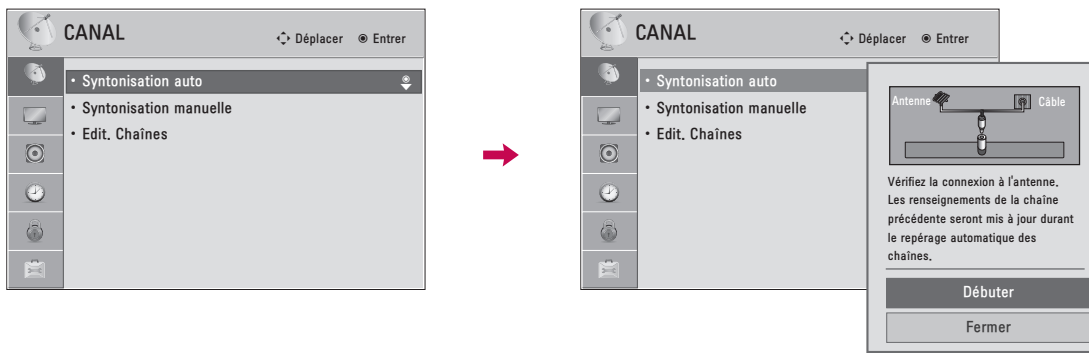 CANAL
Déplacer
Entrer
• Syntonisation auto
• Syntonisation manuelle
• Edit. Chaînes
CANAL
Déplacer
Entrer
• Syntonisation auto
• Syntonisation manuelle
• Edit. Chaînes
Antenne
Câble
Vérifiez la connexion à l'antenne.
Les renseignements de la chaîne
précédente seront mis à jour durant
le repérage automatique des
chaînes.
Débuter
Fermer